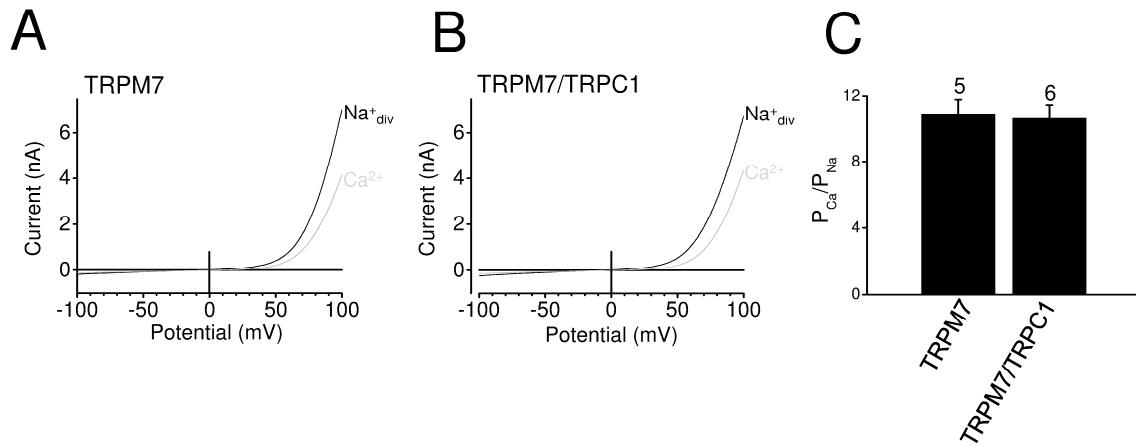 A
TRPM7
Current (nA)
6
4
2
0
Na⁺div
Ca²⁺
-100
-50
0
50
100
Potential (mV)
B
TRPM7/TRPC1
Current (nA)
6
4
2
0
Na⁺div
Ca²⁺
-100
-50
0
50
100
Potential (mV)
C
PCa/PNa
12
8
4
0
5
6
TRPM7
TRPM7/TRPC1